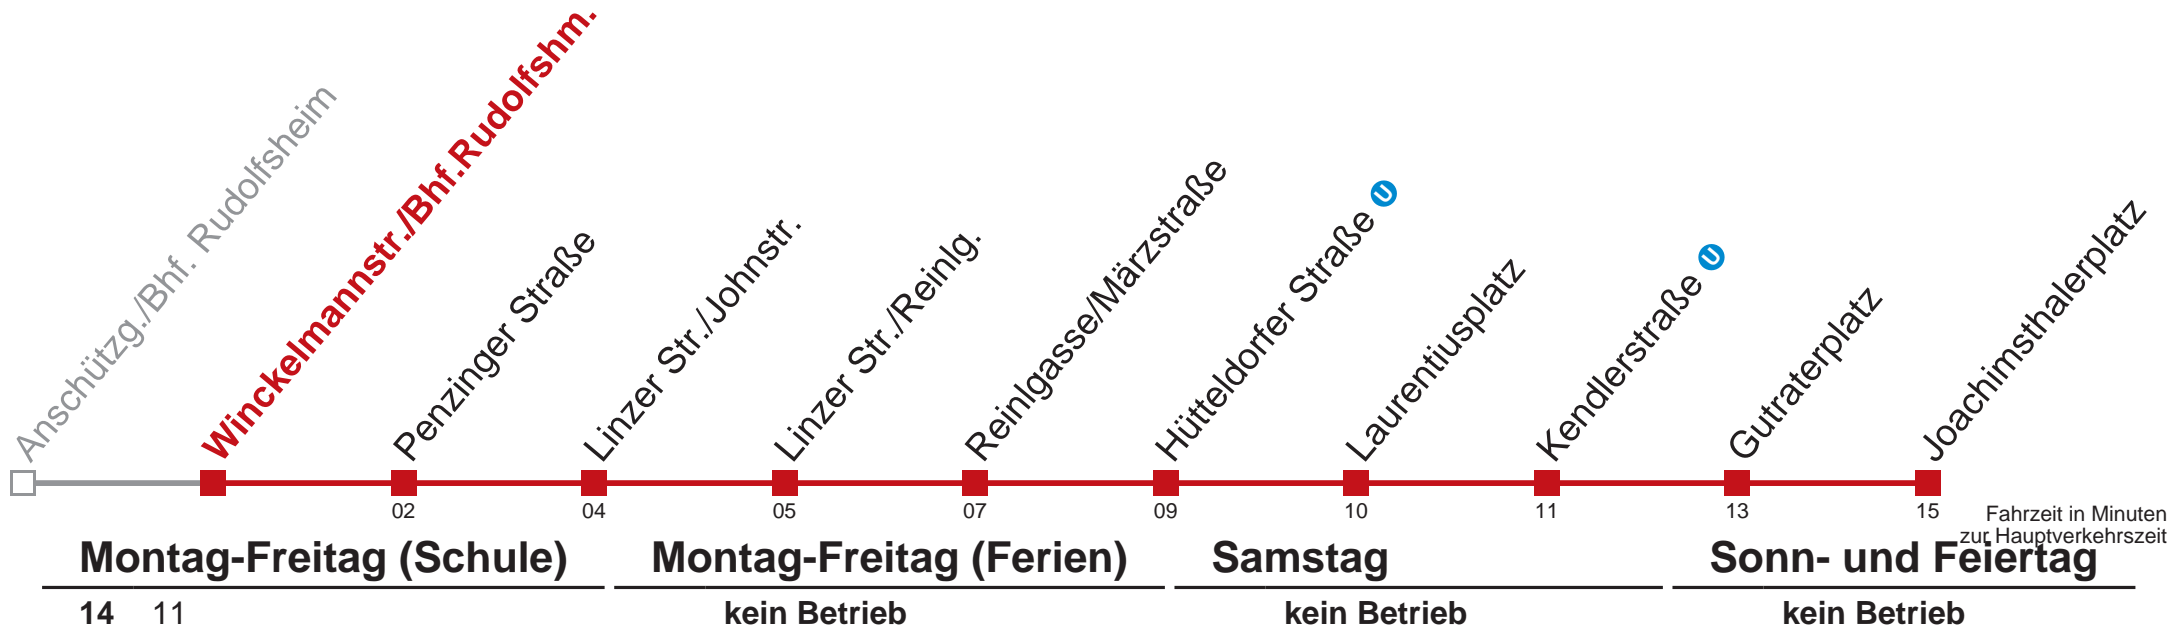 Anschützg./Bhf. Rudolfsheim
Winckelmannstr./Bhf.Rudolfshm.
Penzinger Straße
Linzer Str./Johnstr.
Linzer Str./Reinlg.
Reinlgasse/Märzstraße
Hütteldorfer Straße U
Laurentiusplatz
Kendlerstraße U
Gutraterplatz
Joachimsthalerplatz
02 04 05 07 09 10 11 13 15
Fahrzeit in Minuten
zur Hauptverkehrszeit
Montag-Freitag (Schule) Montag-Freitag (Ferien) Samstag Sonn- und Feiertag
14 11 kein Betrieb kein Betrieb kein Betrieb